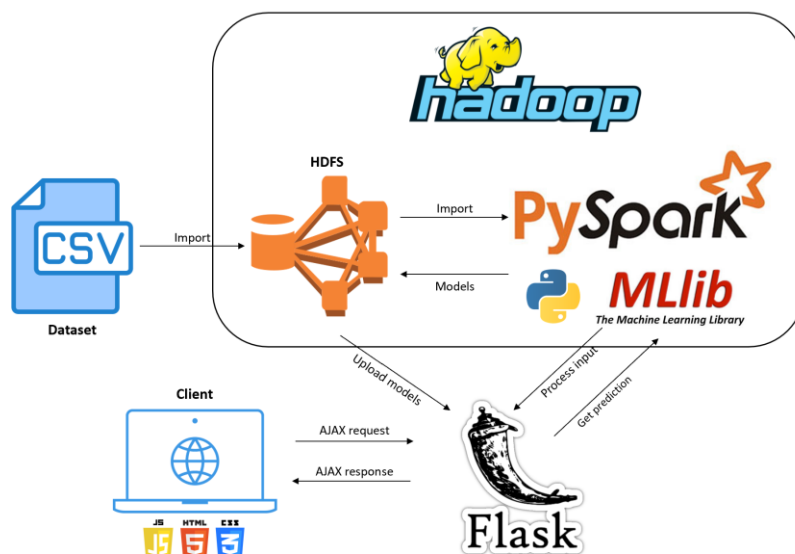 hadoop
HDFS
CSV
Import
Import
PySpark
Models
MLlib
The Machine Learning Library
Dataset
Upload models
Process input
Get prediction
Client
AJAX request
AJAX response
JS
HTML
CSS
JS
5
3
Flask